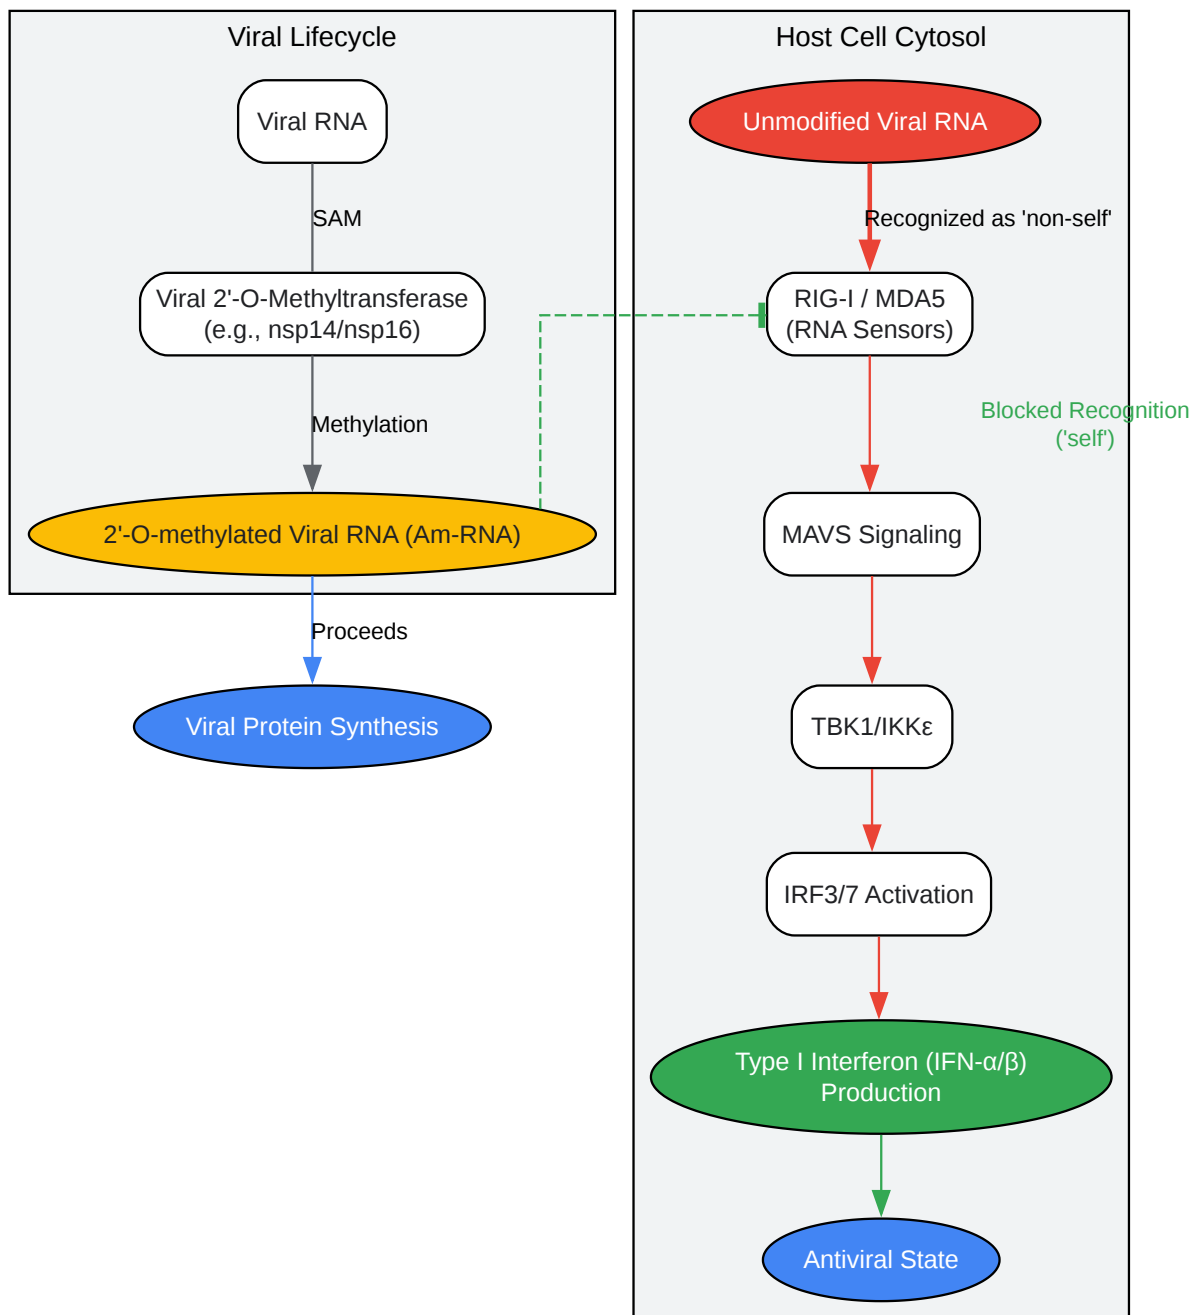 Viral Lifecycle
Viral RNA
SAM
Viral 2'-O-Methyltransferase
(e.g., nsp14/nsp16)
Methylation
2'-O-methylated Viral RNA (Am-RNA)
Proceeds
Viral Protein Synthesis
Host Cell Cytosol
Unmodified Viral RNA
Recognized as 'non-self'
RIG-I / MDA5
(RNA Sensors)
Blocked Recognition
('self')
MAVS Signaling
TBK1/IKKε
IRF3/7 Activation
Type I Interferon (IFN-α/β)
Production
Antiviral State